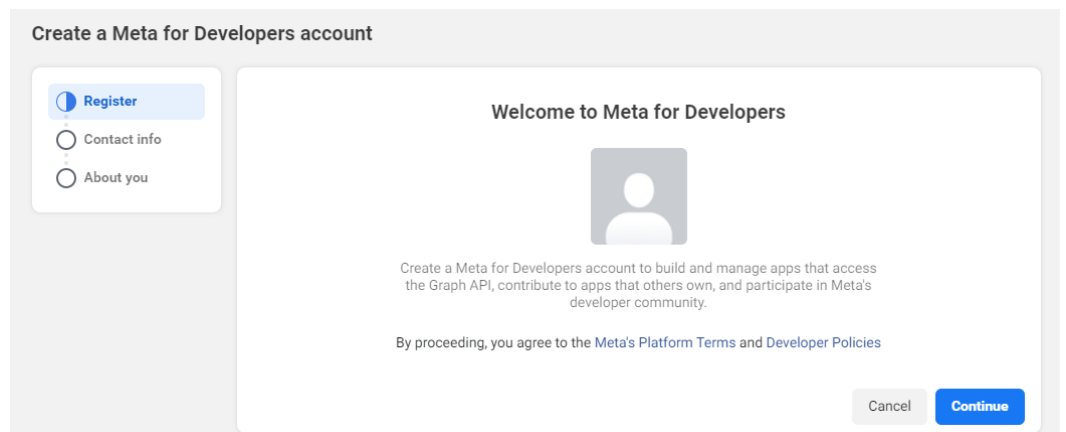 Create a Meta for Developers account
Register
Contact info
About you
Welcome to Meta for Developers
Create a Meta for Developers account to build and manage apps that access
the Graph API, contribute to apps that others own, and participate in Meta's
developer community.
By proceeding, you agree to the Meta's Platform Terms and Developer Policies
Cancel
Continue